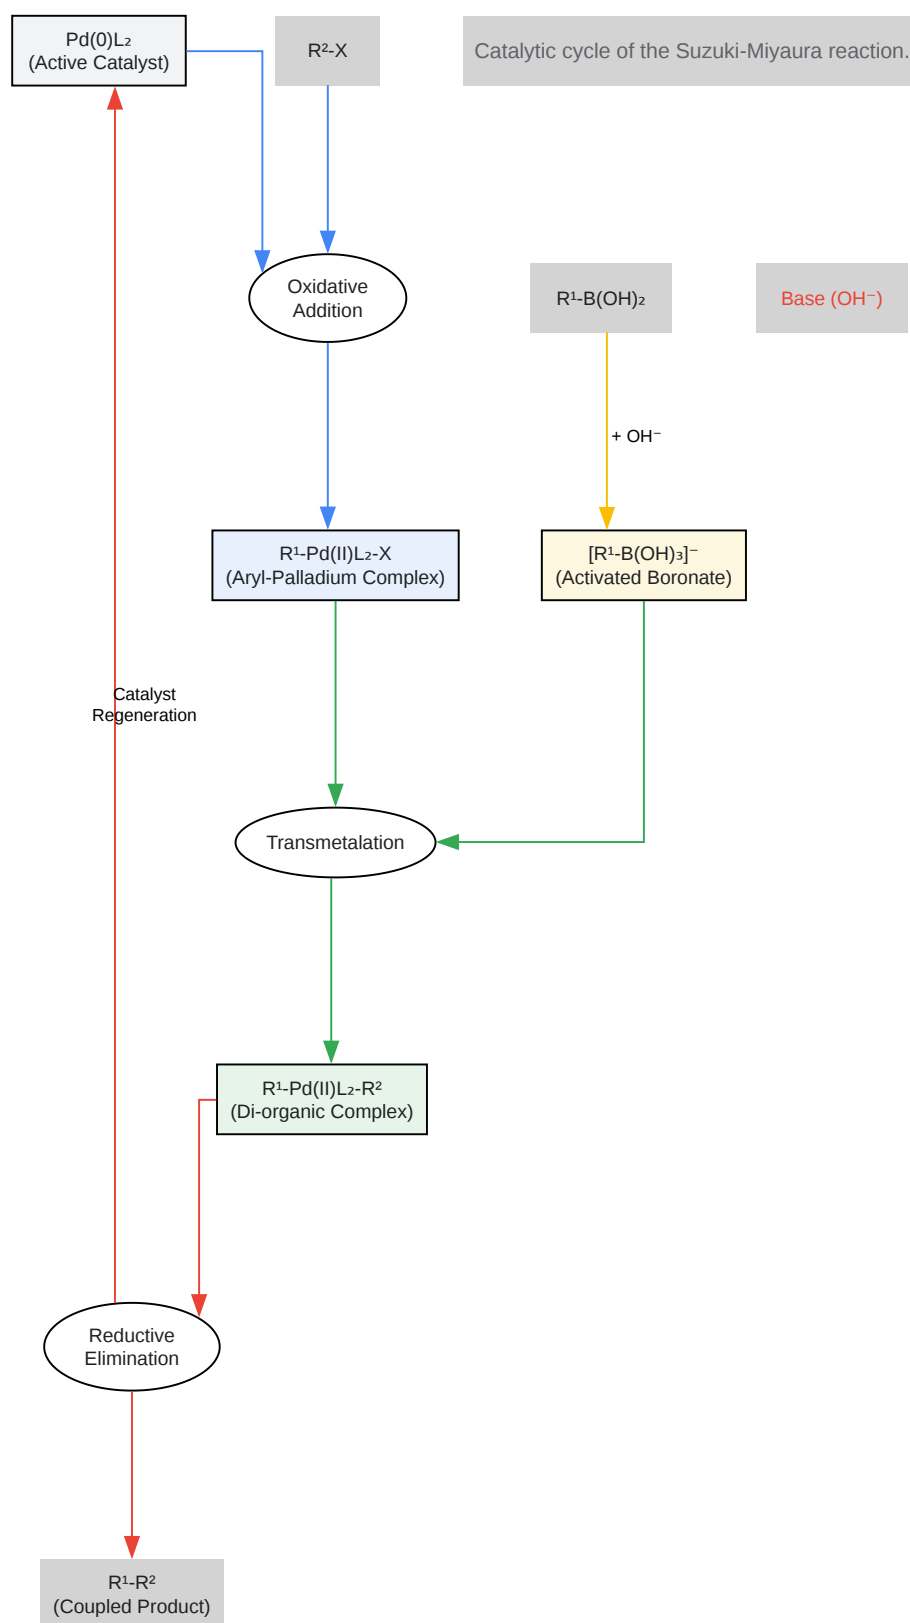 Pd(0)L₂
(Active Catalyst)
R²-X
Catalytic cycle of the Suzuki-Miyaura reaction.
Oxidative
Addition
R¹-B(OH)₂
Base (OH⁻)
+ OH⁻
R¹-Pd(II)L₂-X
(Aryl-Palladium Complex)
[R¹-B(OH)₃]⁻
(Activated Boronate)
Catalyst
Regeneration
Transmetalation
R¹-Pd(II)L₂-R²
(Di-organic Complex)
Reductive
Elimination
R¹-R²
(Coupled Product)